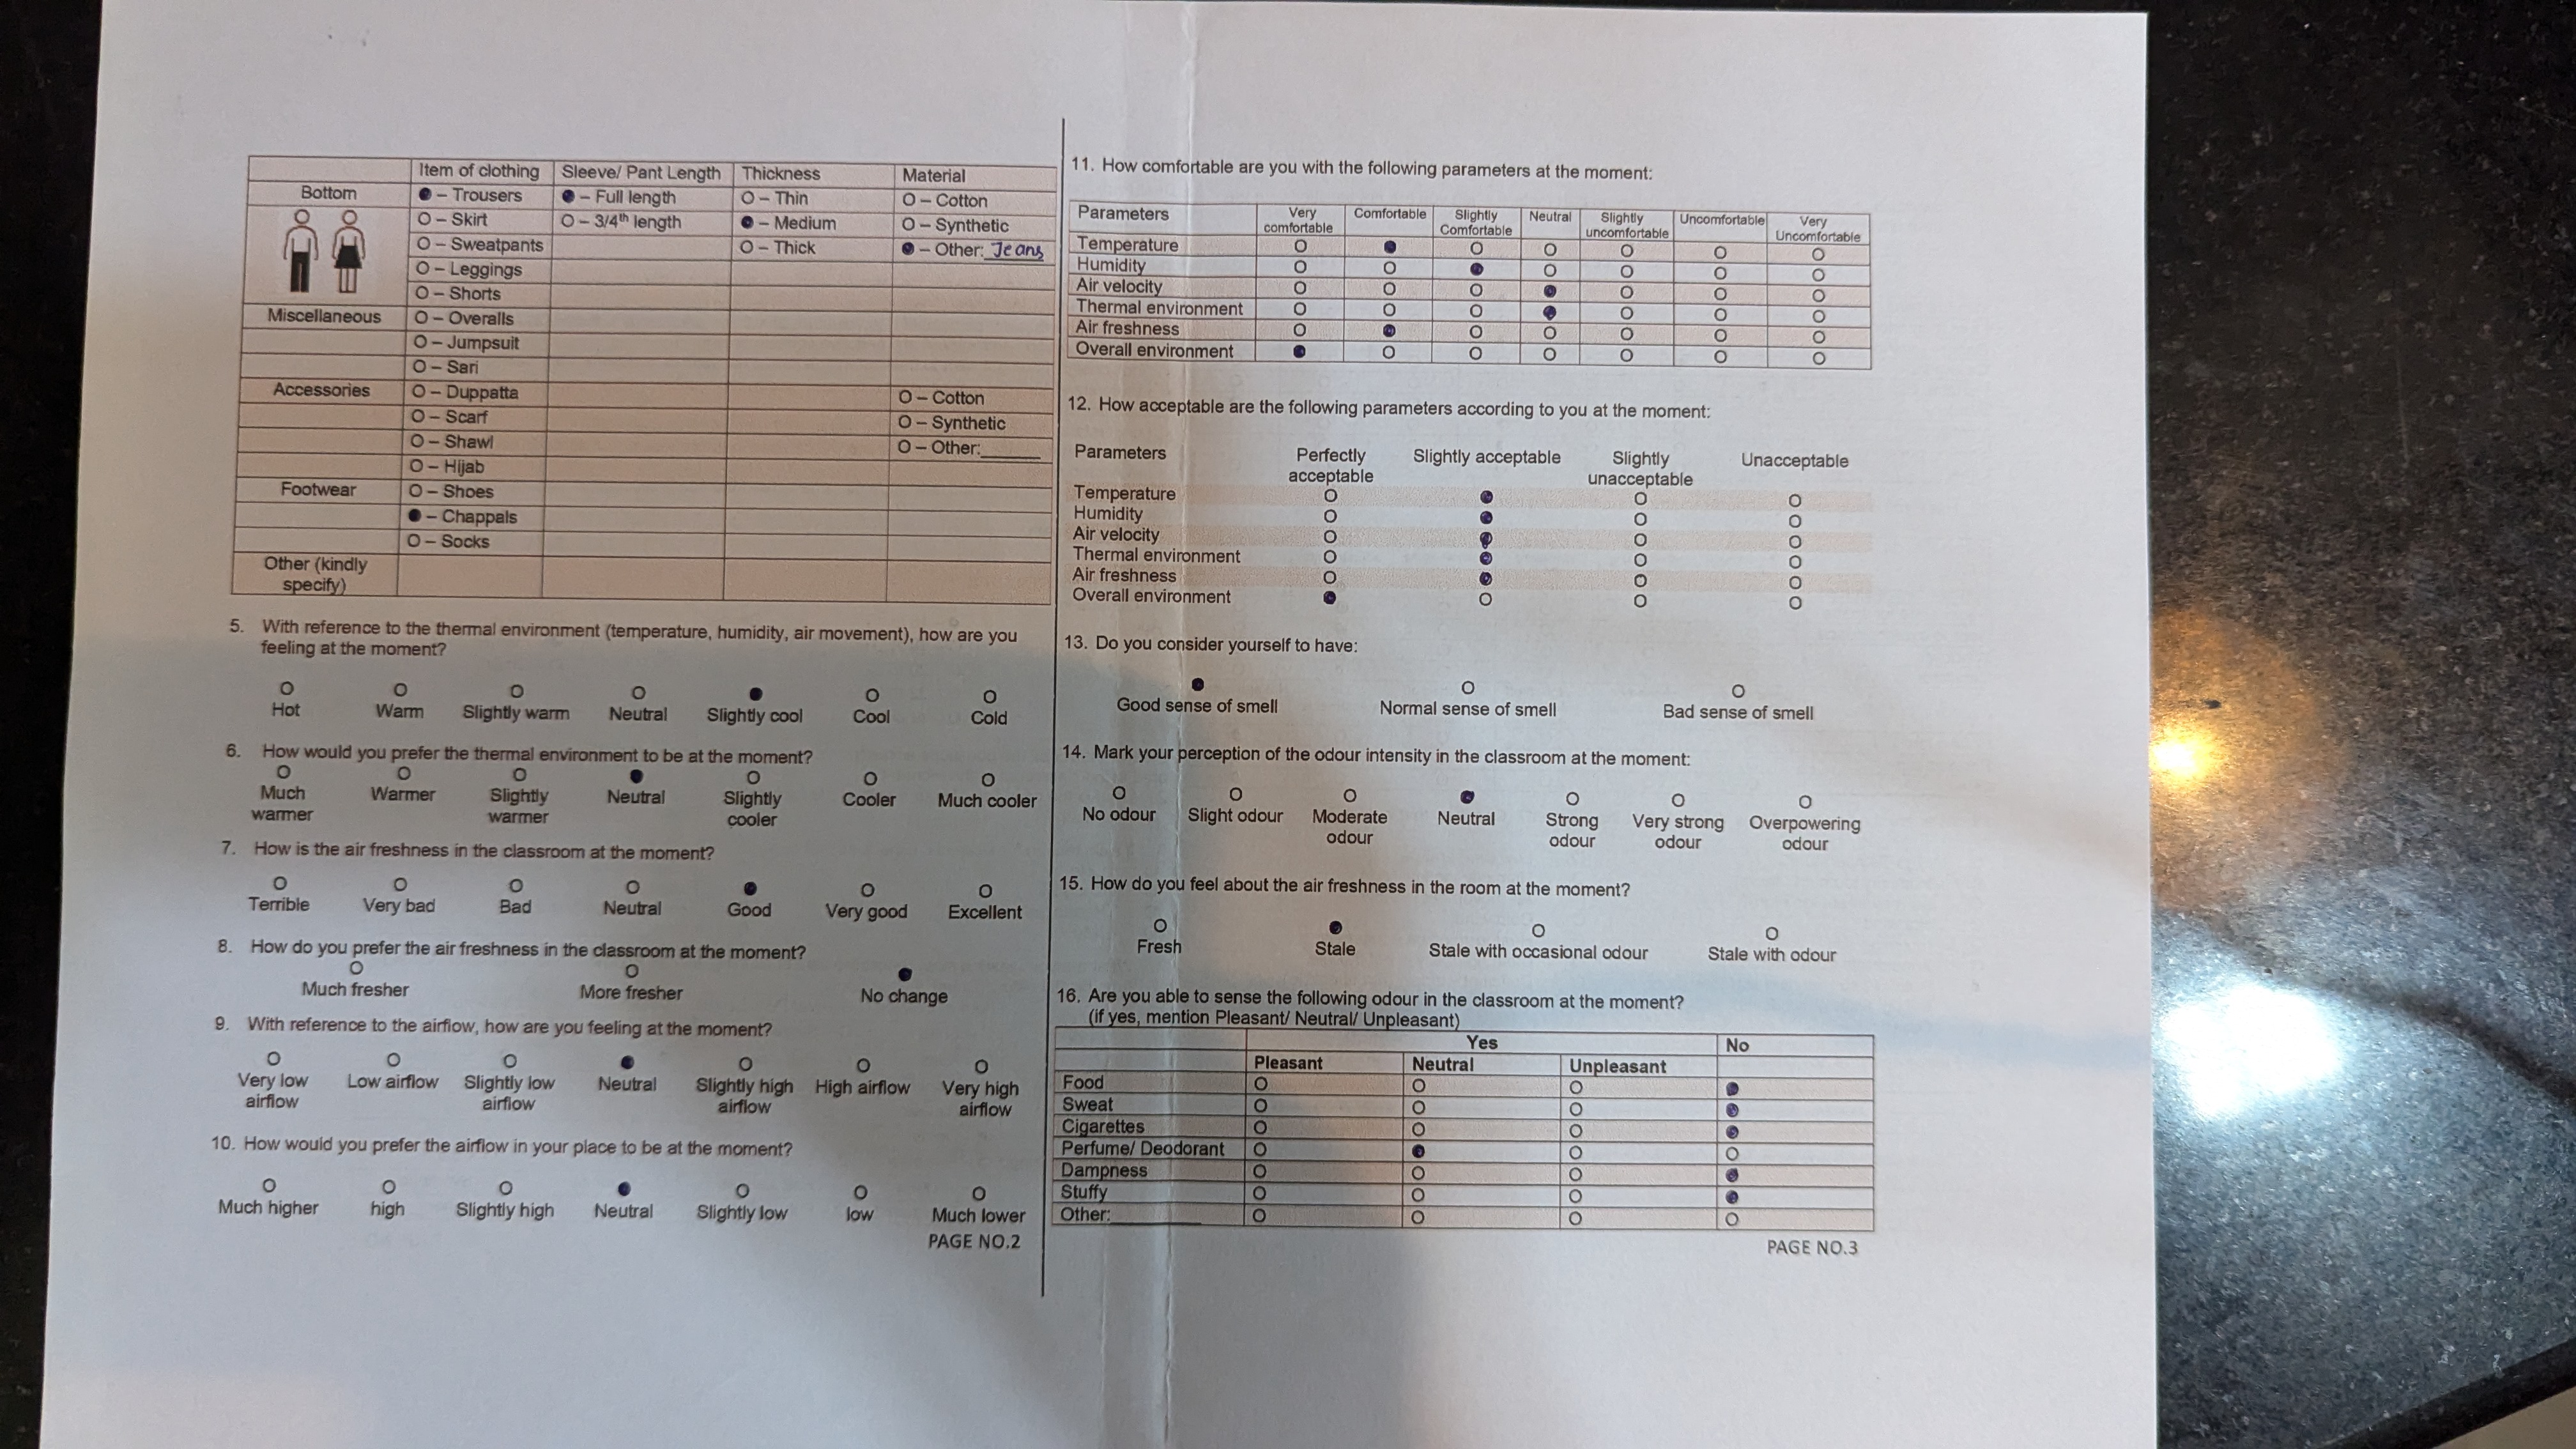 Item of clothing Sleeve/ Pant Length Thickness Material
Bottom ● – Trousers ● – Full length O – Thin O – Cotton
O – Skirt O – 3/4th length ● – Medium O – Synthetic
O – Sweatpants O – Thick ● – Other: Jeans
O – Leggings
O – Shorts
Miscellaneous O – Overalls
O – Jumpsuit
O – Sari
Accessories O – Duppatta O – Cotton
O – Scarf O – Synthetic
O – Shawl O – Other:______
O – Hijab
Footwear O – Shoes
● – Chappals
O – Socks
Other (kindly
specify)
5. With reference to the thermal environment (temperature, humidity, air movement), how are you
feeling at the moment?
O O O O ● O O
Hot Warm Slightly warm Neutral Slightly cool Cool Cold
6. How would you prefer the thermal environment to be at the moment?
O O O ● O O O
Much Warmer Slightly Neutral Slightly Cooler Much cooler
warmer warmer cooler
7. How is the air freshness in the classroom at the moment?
O O O O ● O O
Terrible Very bad Bad Neutral Good Very good Excellent
8. How do you prefer the air freshness in the classroom at the moment?
O O ●
Much fresher More fresher No change
9. With reference to the airflow, how are you feeling at the moment?
O O O ● O O O
Very low Low airflow Slightly low Neutral Slightly high High airflow Very high
airflow airflow airflow airflow
10. How would you prefer the airflow in your place to be at the moment?
O O O ● O O O
Much higher high Slightly high Neutral Slightly low low Much lower
PAGE NO.2
11. How comfortable are you with the following parameters at the moment:
Parameters Very Comfortable Slightly Neutral Slightly Uncomfortable Very
comfortable Comfortable uncomfortable Uncomfortable
Temperature O ● O O O O O
Humidity O O ● O O O O
Air velocity O O O ● O O O
Thermal environment O O O ● O O O
Air freshness O ● O O O O O
Overall environment ● O O O O O O
12. How acceptable are the following parameters according to you at the moment:
Parameters Perfectly Slightly acceptable Slightly Unacceptable
acceptable unacceptable
Temperature O ● O O
Humidity O ● O O
Air velocity O ● O O
Thermal environment O ● O O
Air freshness O ● O O
Overall environment ● O O O
13. Do you consider yourself to have:
● O O
Good sense of smell Normal sense of smell Bad sense of smell
14. Mark your perception of the odour intensity in the classroom at the moment:
O O O ● O O O
No odour Slight odour Moderate Neutral Strong Very strong Overpowering
odour odour odour odour
15. How do you feel about the air freshness in the room at the moment?
O ● O O
Fresh Stale Stale with occasional odour Stale with odour
16. Are you able to sense the following odour in the classroom at the moment?
(if yes, mention Pleasant/ Neutral/ Unpleasant)
Yes No
Pleasant Neutral Unpleasant
Food O O O ●
Sweat O O O ●
Cigarettes O O O ●
Perfume/ Deodorant O ● O O
Dampness O O O ●
Stuffy O O O ●
Other:________ O O O O
PAGE NO.3